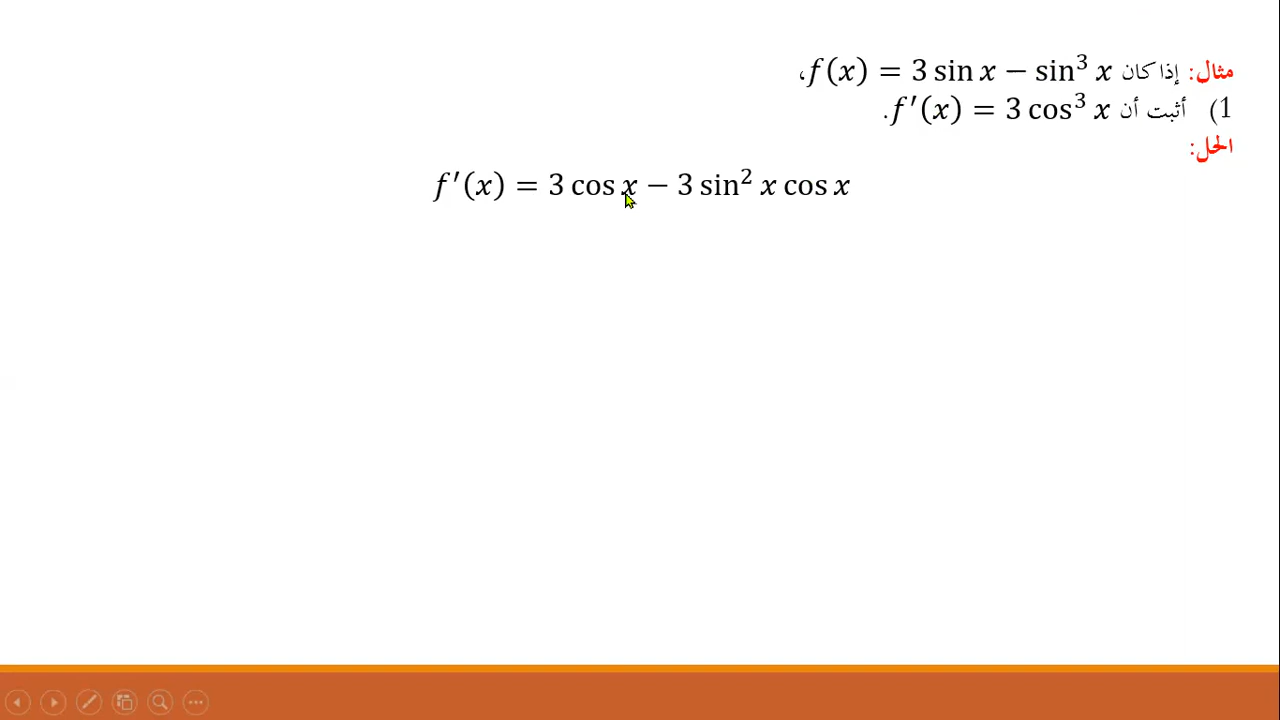 مثال: إذا كان f(x) = 3 sin x − sin³ x،
1) أثبت أن f′(x) = 3 cos³ x.
الحل:
f′(x) = 3 cos x − 3 sin² x cos x